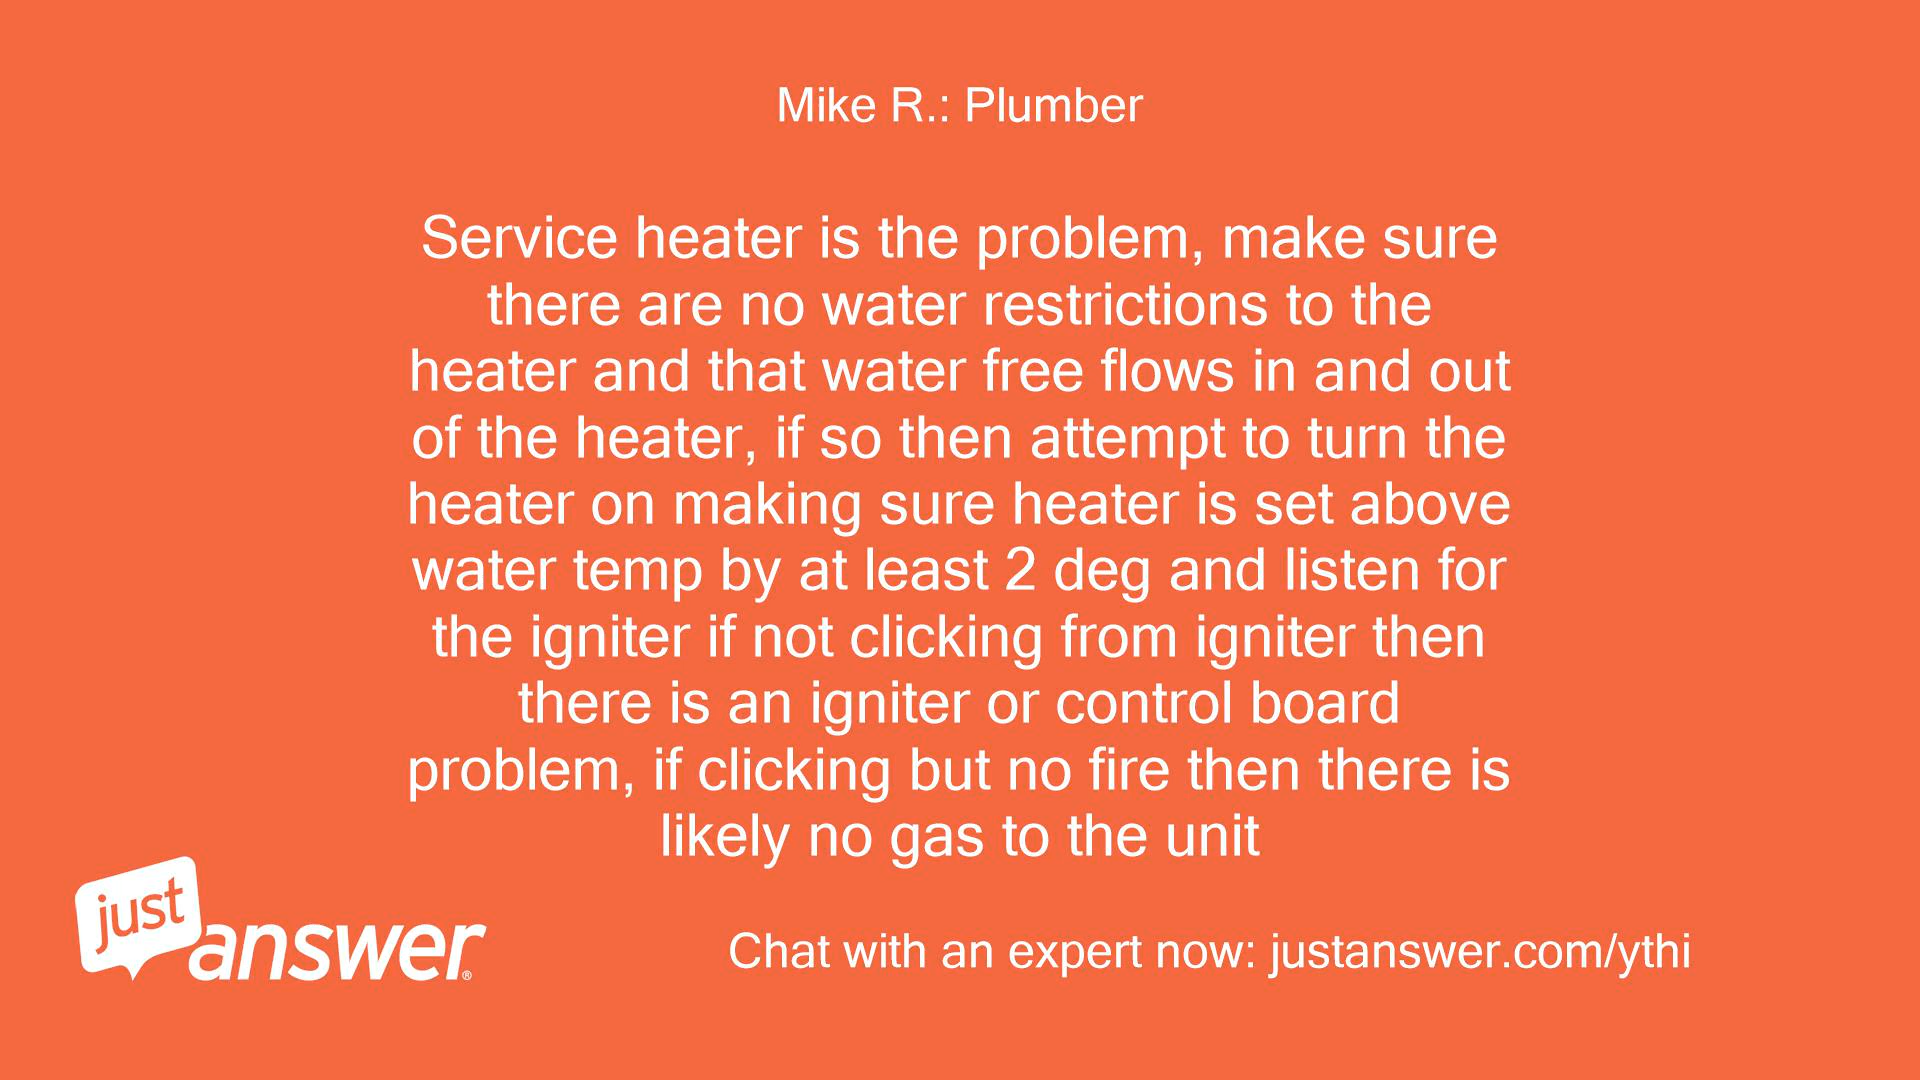 Mike R.: Plumber
Service heater is the problem, make sure
there are no water restrictions to the
heater and that water free flows in and out
of the heater, if so then attempt to turn the
heater on making sure heater is set above
water temp by at least 2 deg and listen for
the igniter if not clicking from igniter then
there is an igniter or control board
problem, if clicking but no fire then there is
likely no gas to the unit
just
answer®
Chat with an expert now: justanswer.com/ythi